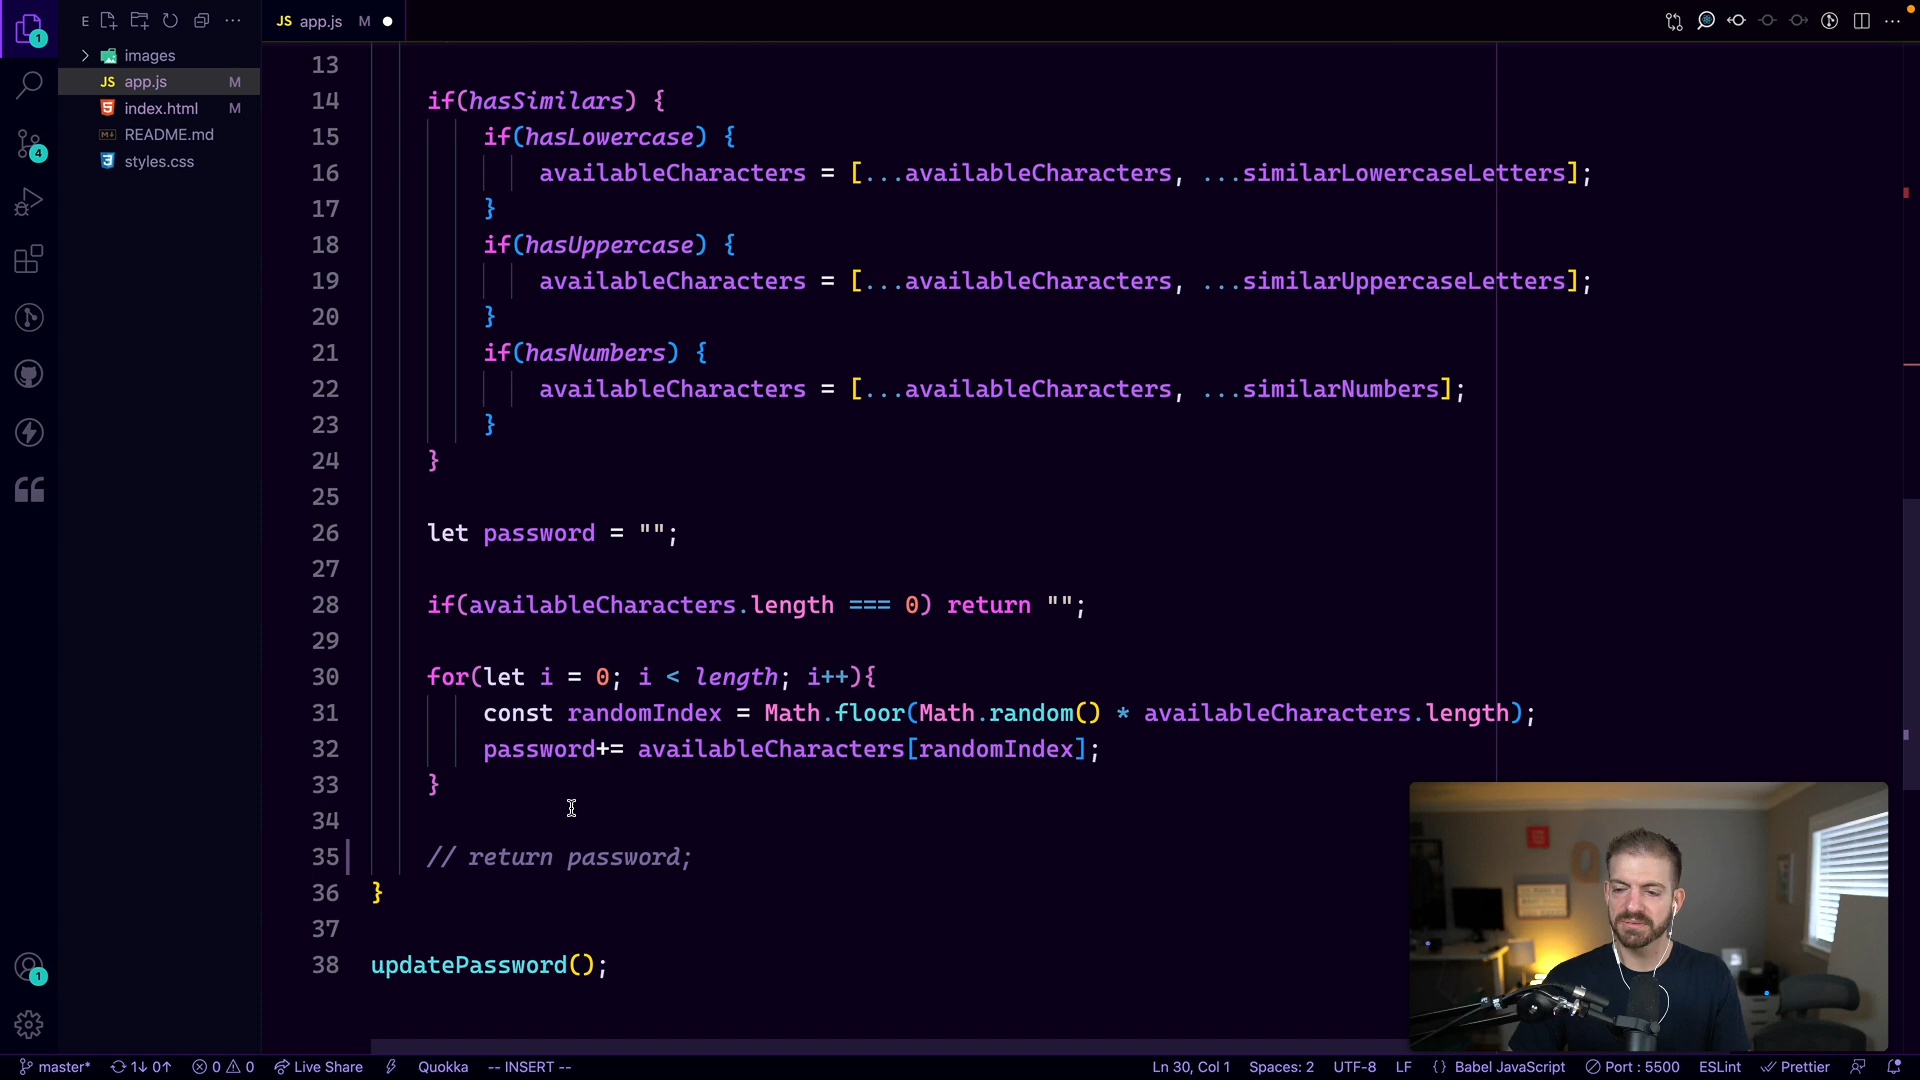 E
JS app.js M
images
JS app.js M
index.html M
README.md
styles.css
13
14 if(hasSimilars) {
15 if(hasLowercase) {
16 availableCharacters = [...availableCharacters, ...similarLowercaseLetters];
17 }
18 if(hasUppercase) {
19 availableCharacters = [...availableCharacters, ...similarUppercaseLetters];
20 }
21 if(hasNumbers) {
22 availableCharacters = [...availableCharacters, ...similarNumbers];
23 }
24 }
25
26 let password = "";
27
28 if(availableCharacters.length === 0) return "";
29
30 for(let i = 0; i < length; i++){
31 const randomIndex = Math.floor(Math.random() * availableCharacters.length);
32 password+= availableCharacters[randomIndex];
33 }
34
35 // return password;
36 }
37
38 updatePassword();
1
4
1
master* 1↓ 0↑ 0 0 Live Share Quokka -- INSERT -- Ln 30, Col 1 Spaces: 2 UTF-8 LF {} Babel JavaScript Port : 5500 ESLint Prettier